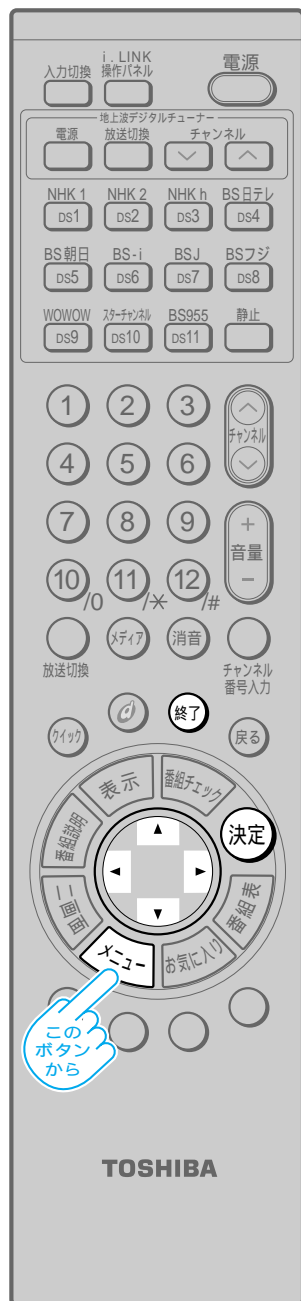 i.LINK
入力切換 操作パネル 電源
地上波デジタルチューナー
電源 放送切換 チャンネル
NHK 1 NHK 2 NHK h BS日テレ
DS1 DS2 DS3 DS4
BS朝日 BS-i BSJ BSフジ
DS5 DS6 DS7 DS8
WOWOW スターチャンネル BS955 静止
DS9 DS10 DS11
1 2 3
チャンネル
4 5 6
7 8 9
+
音量
-
10/0 11/* 12/#
メディア 消音
放送切換 チャンネル
番号入力
d 終了
クイック 戻る
表示 番組チェック
番組説明 決定
二画面 番組表
メニュー お気に入り
この
ボタン
から
TOSHIBA